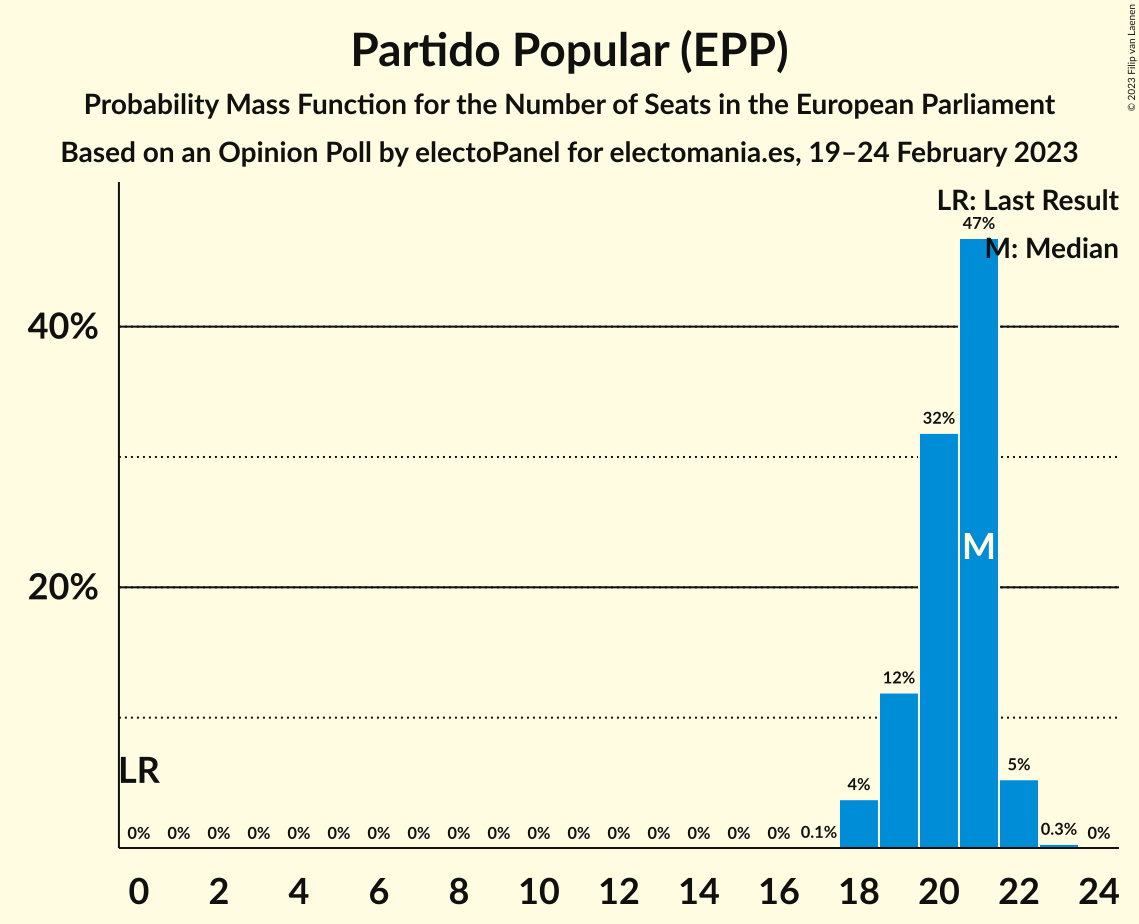 Partido Popular (EPP)
Probability Mass Function for the Number of Seats in the European Parliament
Based on an Opinion Poll by electoPanel for electomania.es, 19–24 February 2023
© 2023 Filip van Laenen
LR: Last Result
47%
M: Median
40%
32%
M
20%
12%
LR
4%
5%
0% 0% 0% 0% 0% 0% 0% 0% 0% 0% 0% 0% 0% 0% 0% 0% 0% 0.1% 0.3% 0%
0 2 4 6 8 10 12 14 16 18 20 22 24